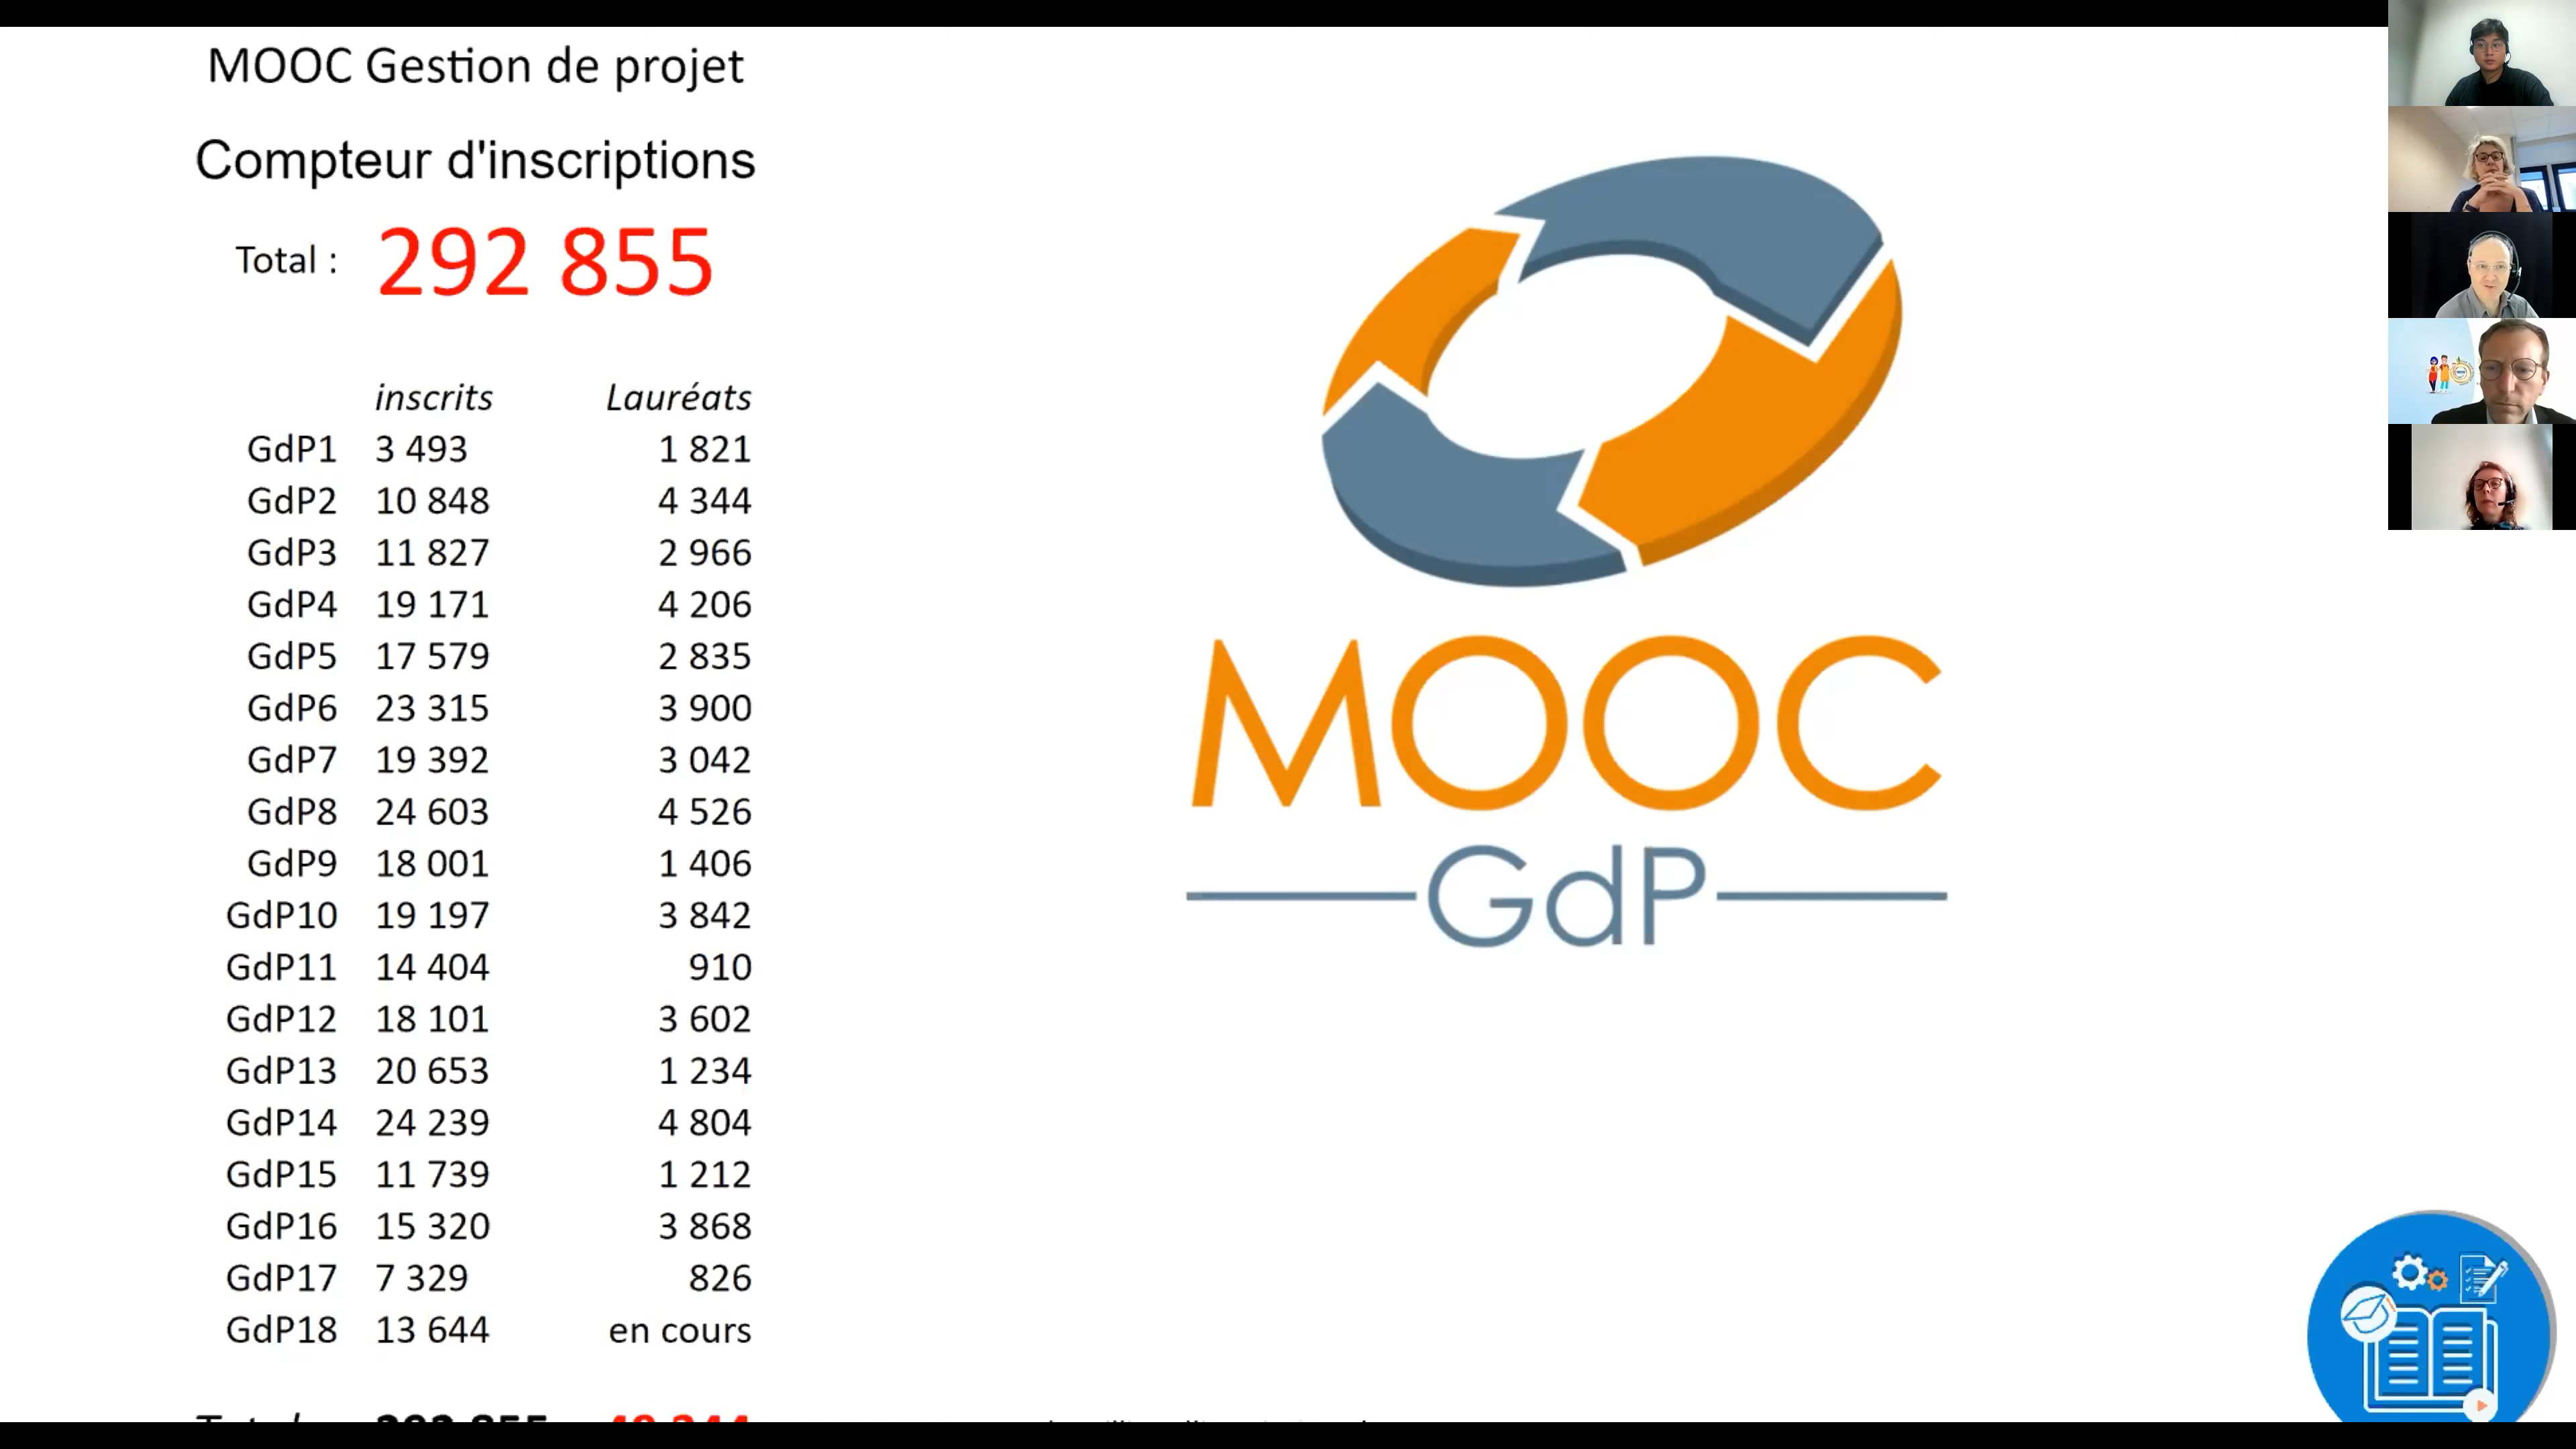 MOOC Gestion de projet
Compteur d'inscriptions
Total : 292 855
inscrits Lauréats
GdP1 3 493 1 821
GdP2 10 848 4 344
GdP3 11 827 2 966
GdP4 19 171 4 206
GdP5 17 579 2 835
GdP6 23 315 3 900
GdP7 19 392 3 042
GdP8 24 603 4 526
GdP9 18 001 1 406
GdP10 19 197 3 842
GdP11 14 404 910
GdP12 18 101 3 602
GdP13 20 653 1 234
GdP14 24 239 4 804
GdP15 11 739 1 212
GdP16 15 320 3 868
GdP17 7 329 826
GdP18 13 644 en cours
MOOC
GdP